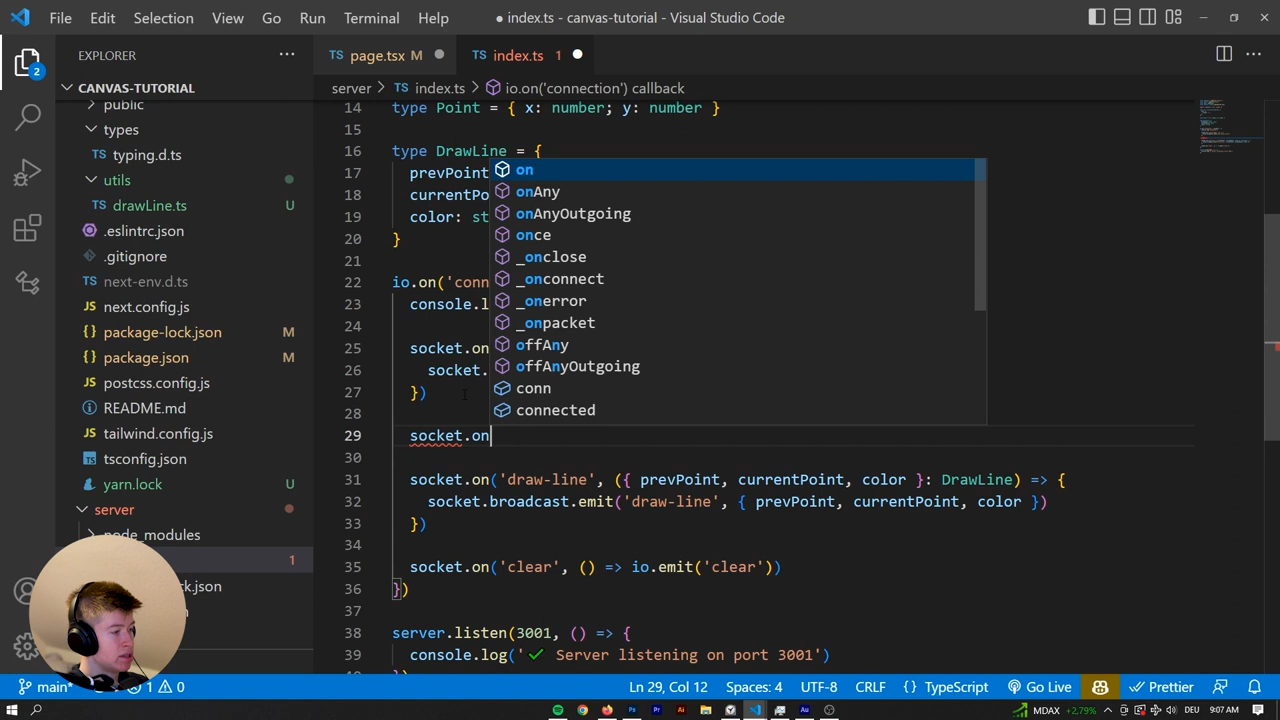 File Edit Selection View Go Run Terminal Help
● index.ts - canvas-tutorial - Visual Studio Code
EXPLORER
TS page.tsx M
TS index.ts 1
CANVAS-TUTORIAL
server > TS index.ts > io.on('connection') callback
public
types
typing.d.ts
utils
drawLine.ts U
.eslintrc.json
.gitignore
next-env.d.ts
JS next.config.js
{} package-lock.json M
{} package.json M
JS postcss.config.js
README.md
JS tailwind.config.js
tsconfig.json
yarn.lock U
server
node_modules
1
ck.json
2
14 type Point = { x: number; y: number }
15
16 type DrawLine = {
17 prevPoint
18 currentPo
19 color: st
20 }
21
22 io.on('conn
23 console.l
24
25 socket.on
26 socket.
27 })
28
29 socket.on
30
31 socket.on('draw-line', ({ prevPoint, currentPoint, color }: DrawLine) => {
32 socket.broadcast.emit('draw-line', { prevPoint, currentPoint, color })
33 })
34
35 socket.on('clear', () => io.emit('clear'))
36 })
37
38 server.listen(3001, () => {
39 console.log('✔ Server listening on port 3001')
on
onAny
onAnyOutgoing
once
_onclose
_onconnect
_onerror
_onpacket
offAny
offAnyOutgoing
conn
connected
main* 1 0 Ln 29, Col 12 Spaces: 4 UTF-8 CRLF {} TypeScript Go Live Prettier
Ps Pr Ai Au MDAX +2,79% DEU 9:07 AM